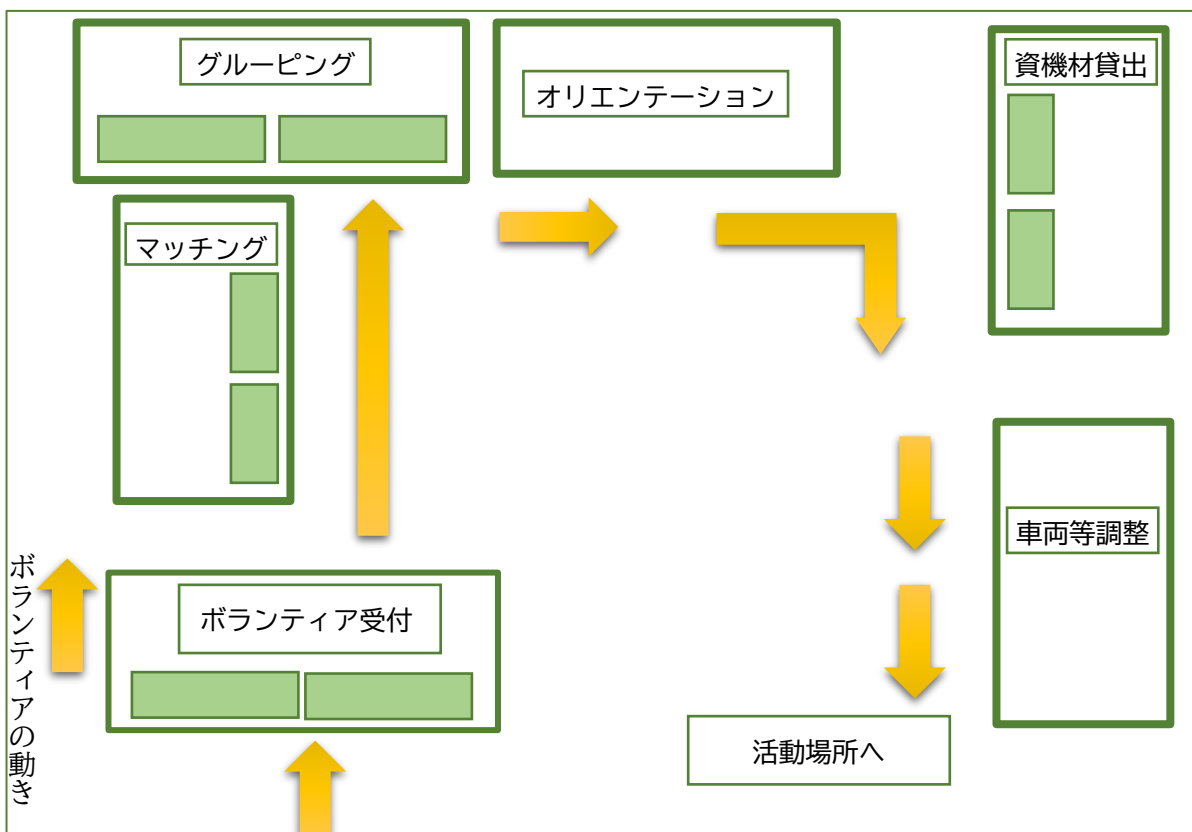 グルーピング
オリエンテーション
資機材貸出
マッチング
車両等調整
ボランティア受付
活動場所へ
ボランティアの動き